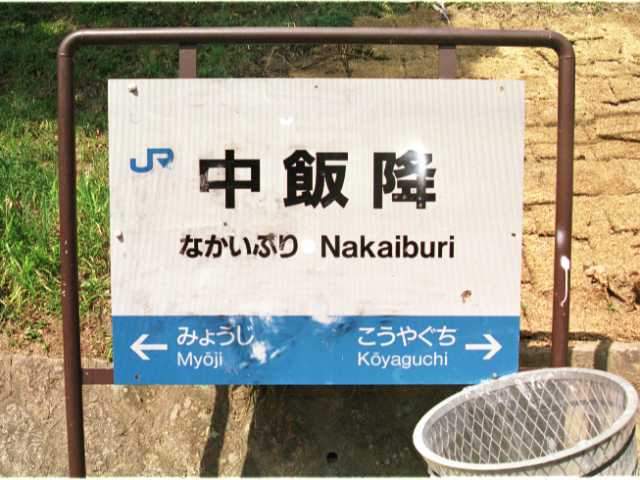 JR 中飯降
なかいぶり Nakaiburi
← みょうじ こうやぐち →
Myōji Kōyaguchi